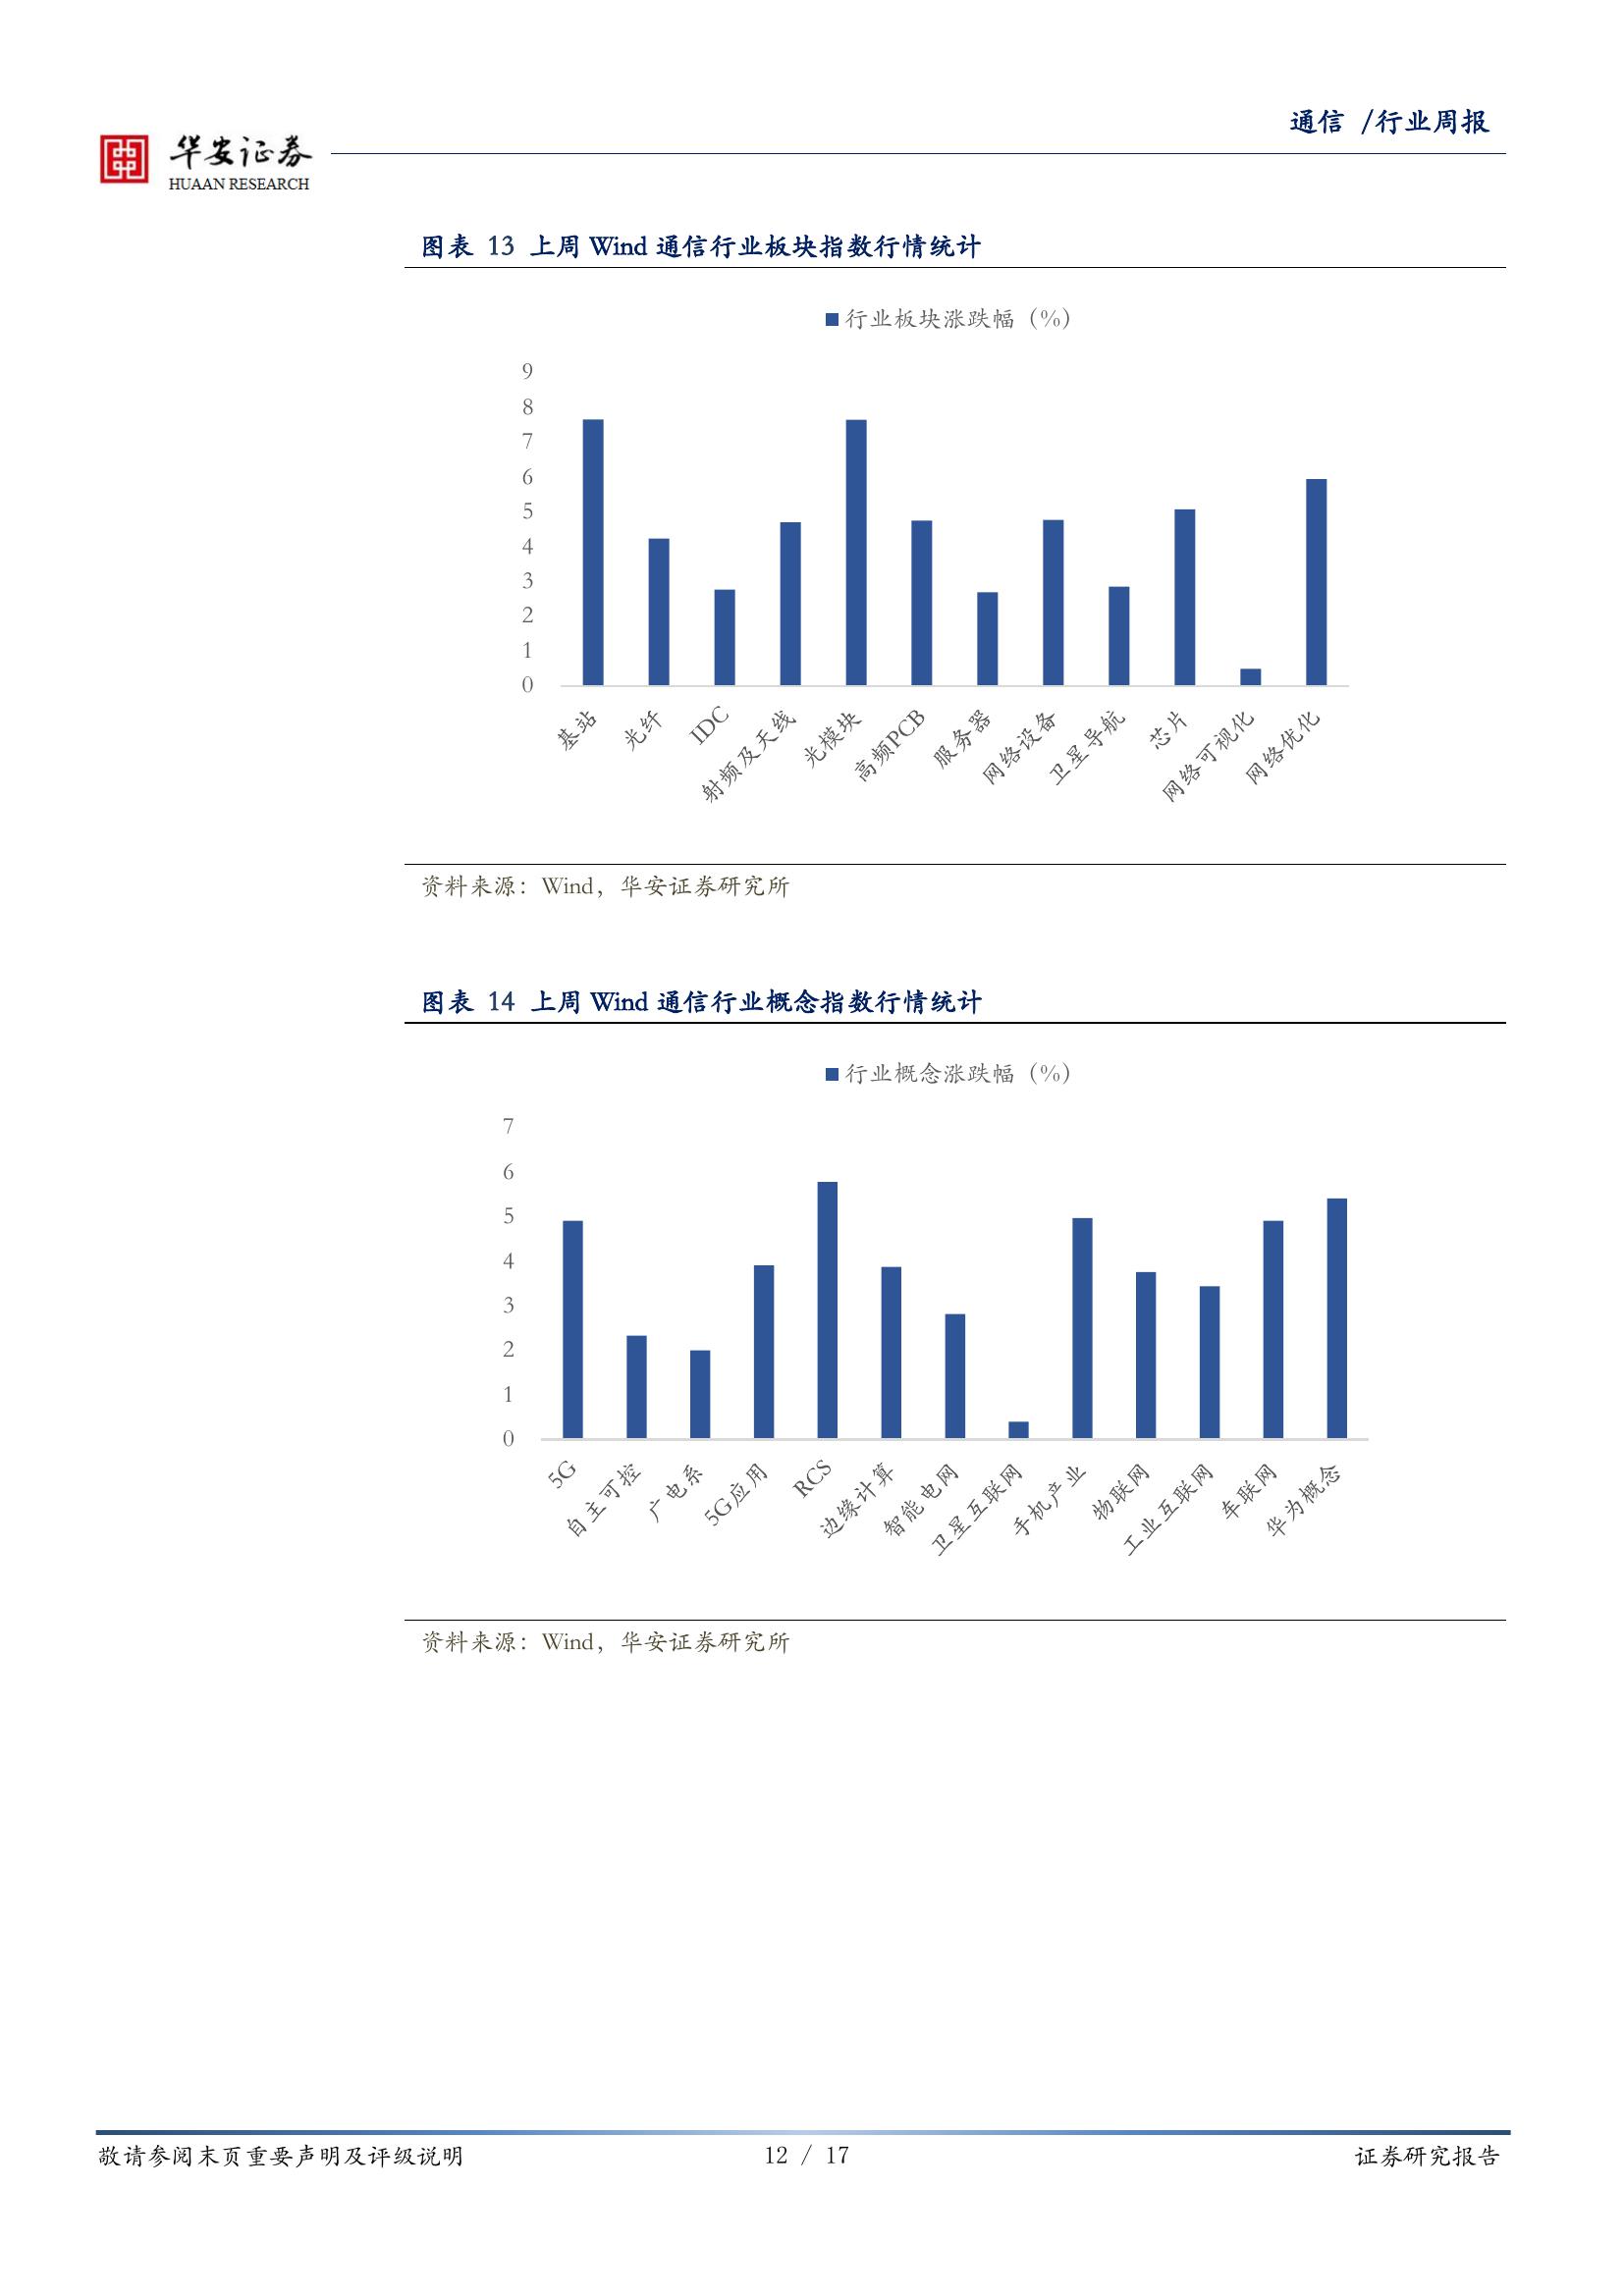 通信 /行业周报
华安证券
HUAAN RESEARCH
图表 13 上周 Wind 通信行业板块指数行情统计
行业板块涨跌幅（%）
9
8
7
6
5
4
3
2
1
0
基站
光纤
IDC
射频及天线
光模块
高频PCB
服务器
网络设备
卫星导航
芯片
网络可视化
网络优化
资料来源：Wind，华安证券研究所
图表 14 上周 Wind 通信行业概念指数行情统计
行业概念涨跌幅（%）
7
6
5
4
3
2
1
0
5G
自主可控
广电系
5G应用
RCS
边缘计算
智能电网
卫星互联网
手机产业
物联网
工业互联网
车联网
华为概念
资料来源：Wind，华安证券研究所
敬请参阅末页重要声明及评级说明
12 / 17
证券研究报告